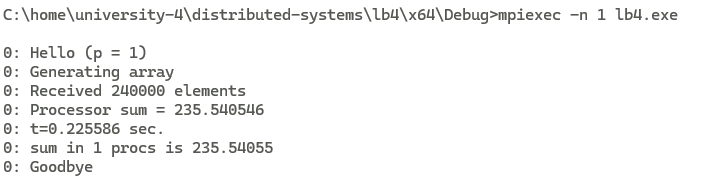 C:\home\university-4\distributed-systems\lb4\x64\Debug>mpiexec -n 1 lb4.exe
0: Hello (p = 1)
0: Generating array
0: Received 240000 elements
0: Processor sum = 235.540546
0: t=0.225586 sec.
0: sum in 1 procs is 235.54055
0: Goodbye